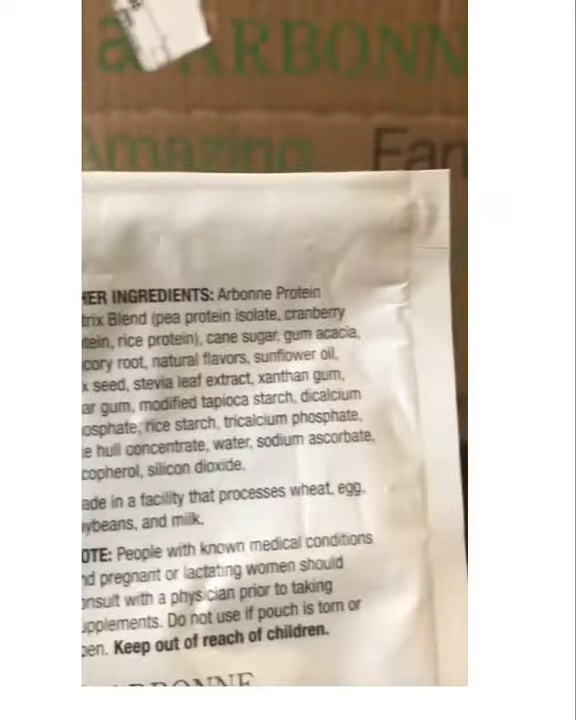 ARBONN
Amazing Fan
HER INGREDIENTS: Arbonne Protein
trix Blend (pea protein isolate, cranberry
tein, rice protein), cane sugar, gum acacia,
cory root, natural flavors, sunflower oil,
x seed, stevia leaf extract, xanthan gum,
ar gum, modified tapioca starch, dicalcium
osphate, rice starch, tricalcium phosphate,
e hull concentrate, water, sodium ascorbate,
copherol, silicon dioxide.
ade in a facility that processes wheat, egg,
ybeans, and milk.
OTE: People with known medical conditions
nd pregnant or lactating women should
onsult with a physician prior to taking
upplements. Do not use if pouch is torn or
pen. Keep out of reach of children.
ARBONNE